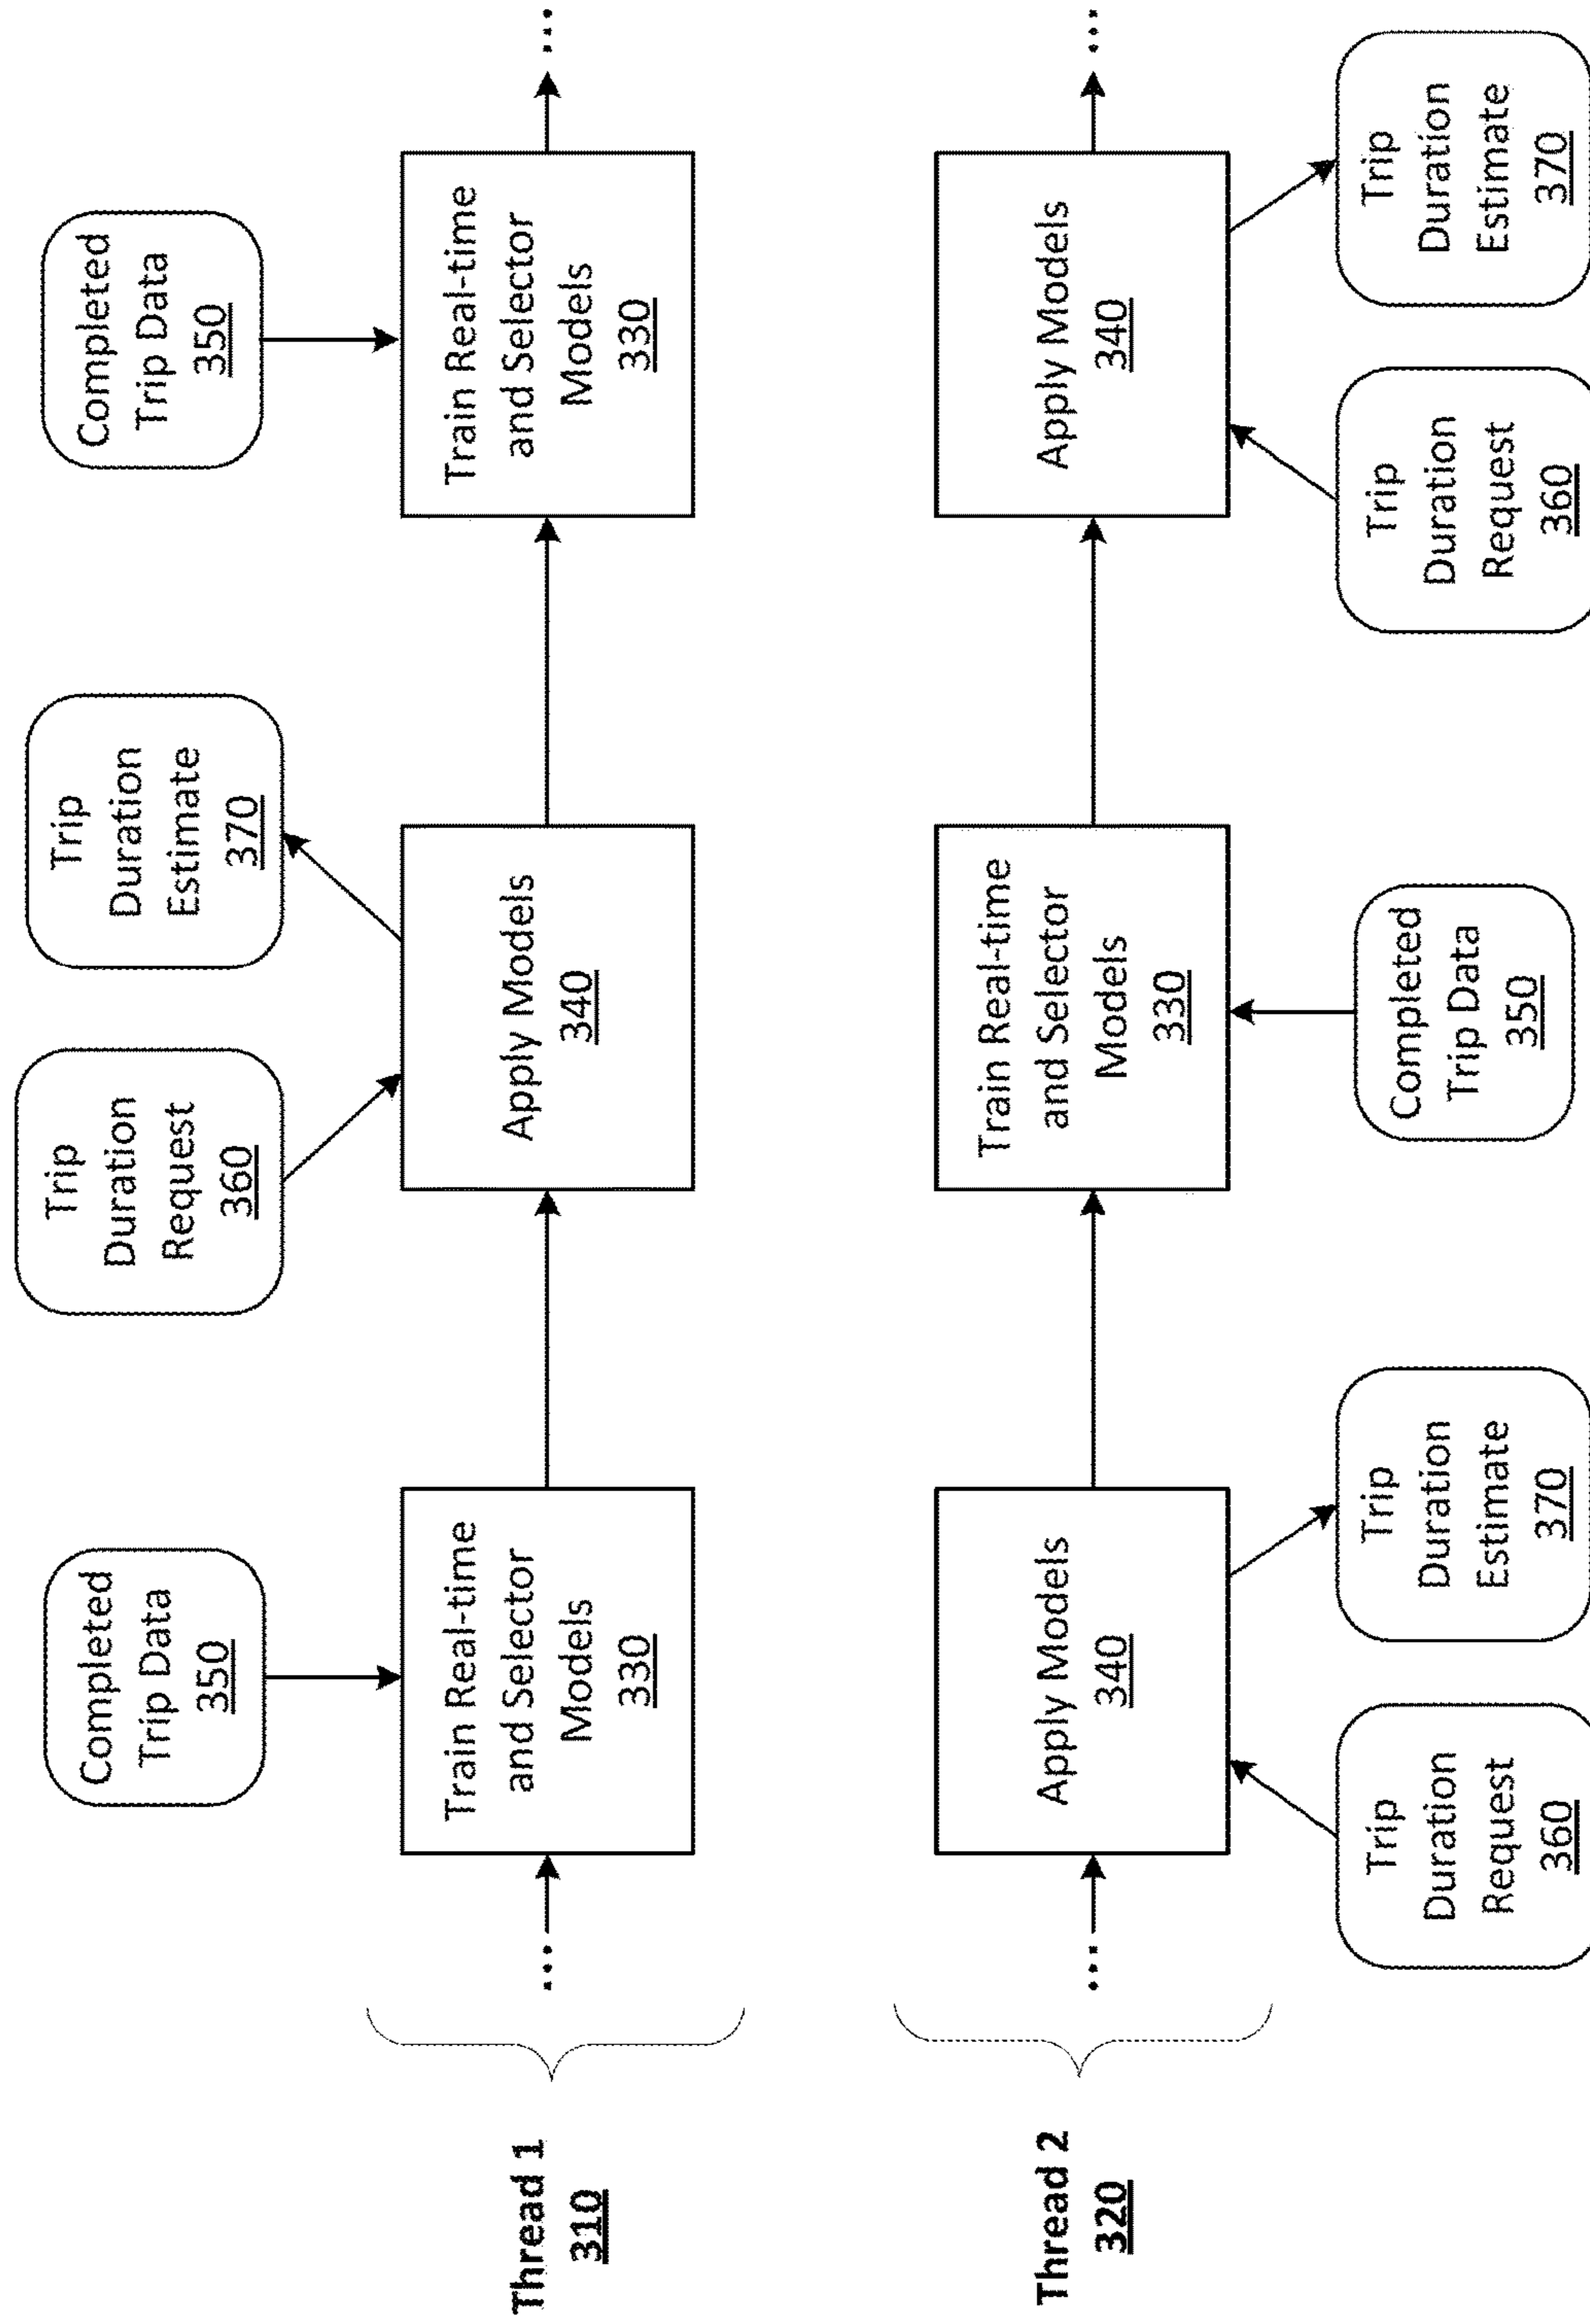 Completed
Trip Data
350
Trip
Duration
Request
360
Trip
Duration
Estimate
370
Completed
Trip Data
350
Thread 1
310
...
Train Real-time
and Selector
Models
330
Apply Models
340
Train Real-time
and Selector
Models
330
...
Thread 2
320
...
Apply Models
340
Train Real-time
and Selector
Models
330
Apply Models
340
...
Trip
Duration
Request
360
Trip
Duration
Estimate
370
Completed
Trip Data
350
Trip
Duration
Request
360
Trip
Duration
Estimate
370